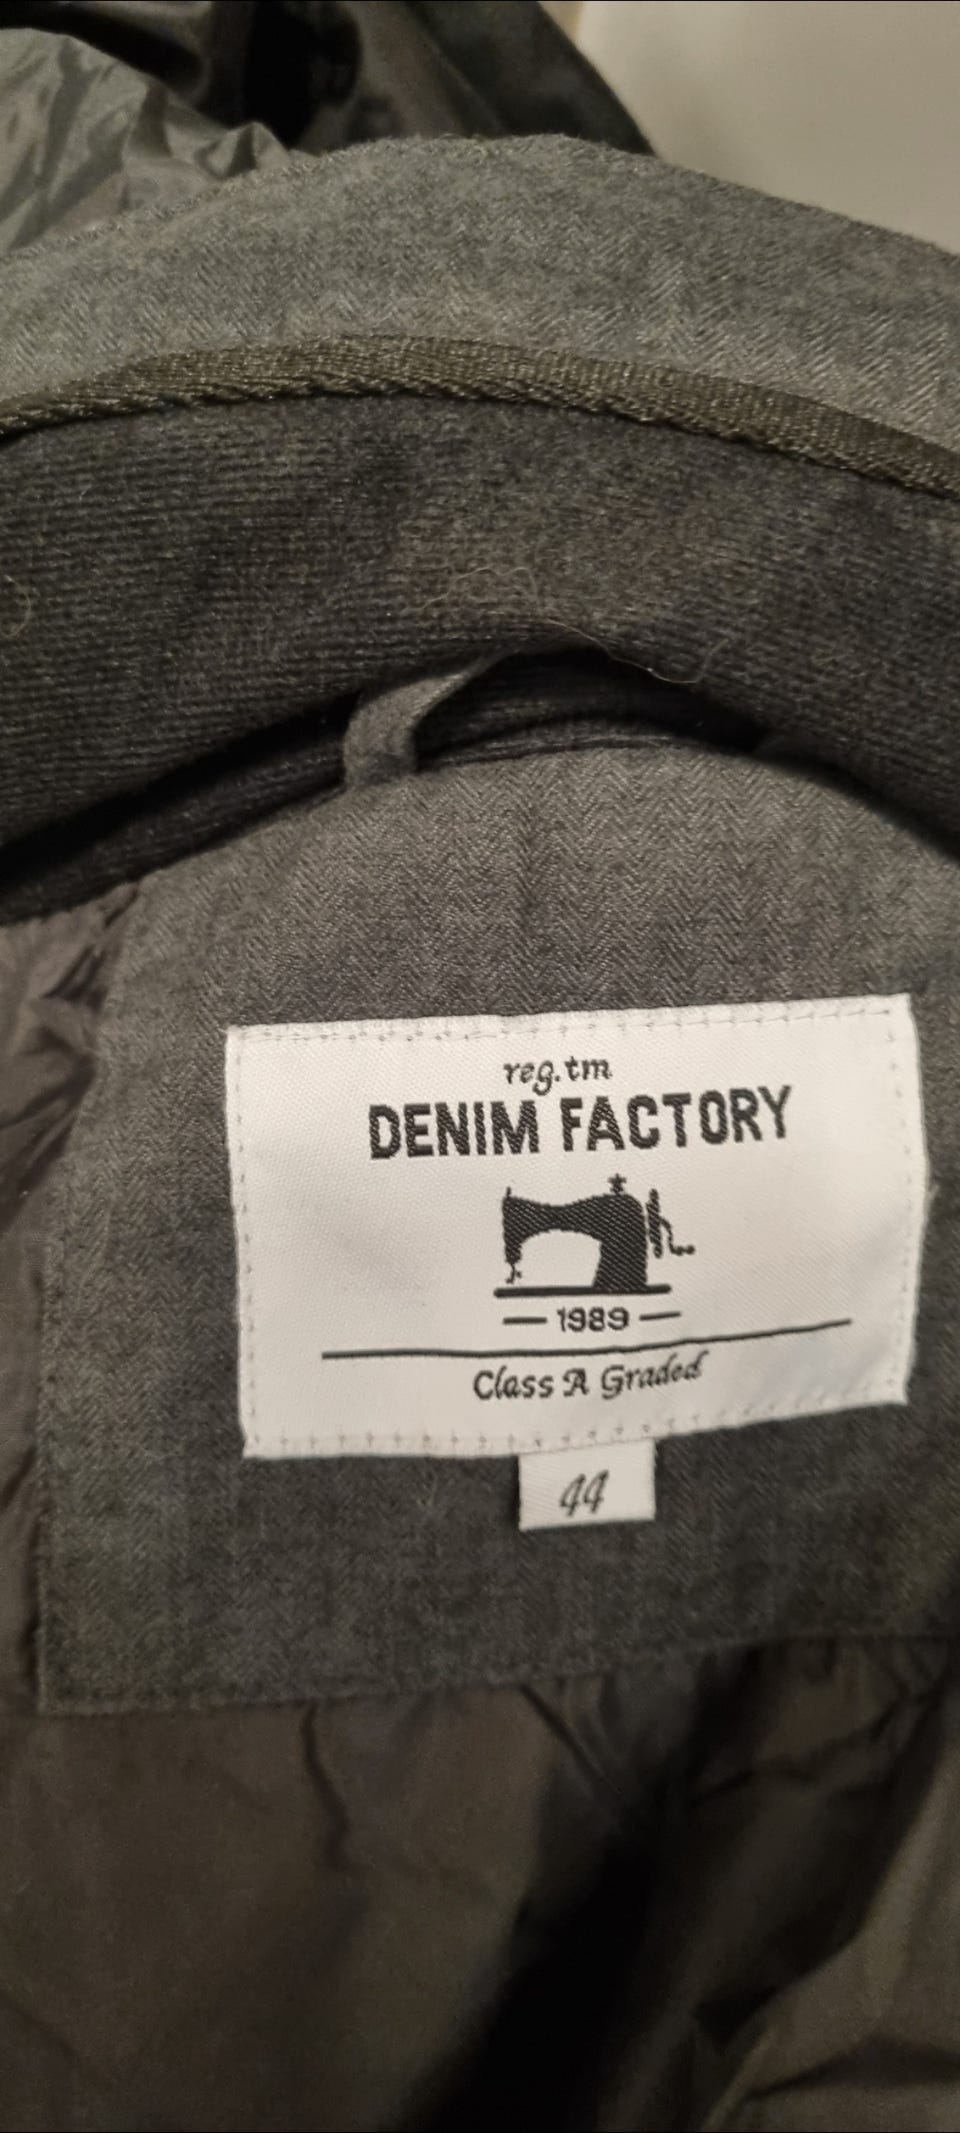 reg.tm
DENIM FACTORY
1989
Class A Graded
44